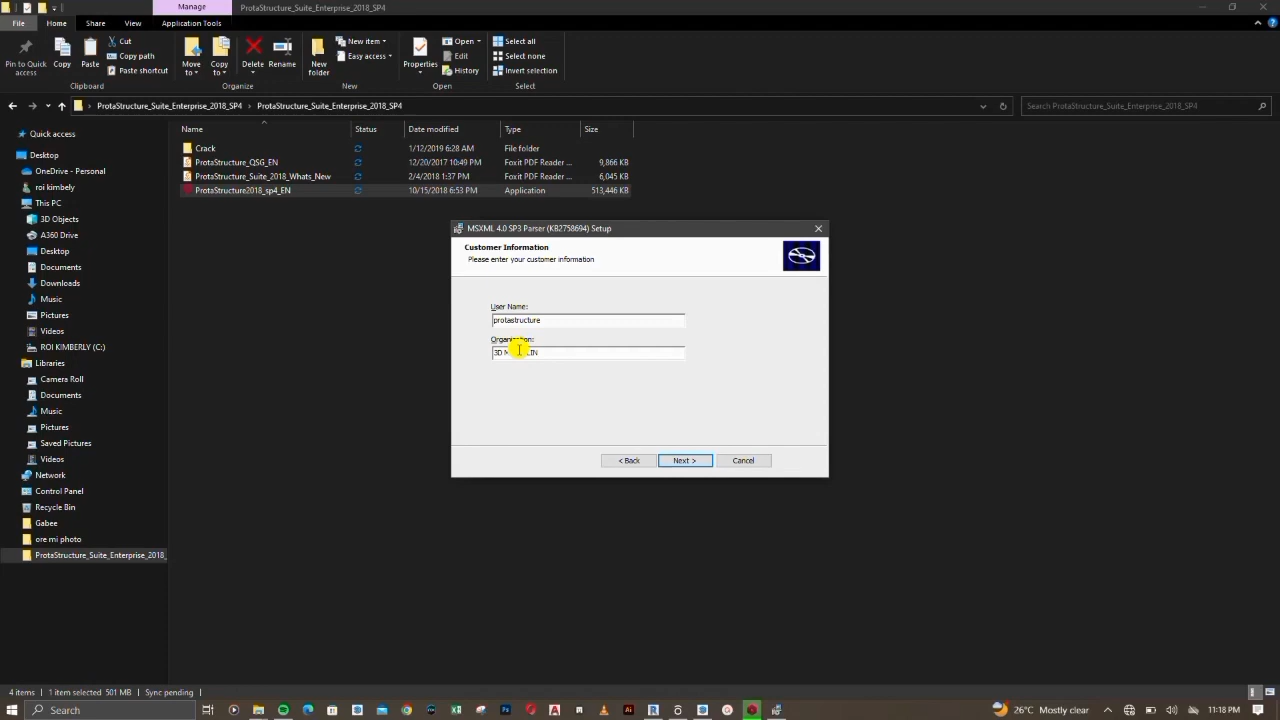 Manage
ProtaStructure_Suite_Enterprise_2018_SP4
File
Home
Share
View
Application Tools
Pin to Quick access
Copy
Paste
Cut
Copy path
Paste shortcut
Clipboard
Move to
Copy to
Delete
Rename
Organize
New folder
New item
Easy access
New
Properties
Open
Edit
History
Open
Select all
Select none
Invert selection
Select
ProtaStructure_Suite_Enterprise_2018_SP4 > ProtaStructure_Suite_Enterprise_2018_SP4
Search ProtaStructure_Suite_Enterprise_2018_SP4
Name Status Date modified Type Size
Crack 1/12/2019 6:28 AM File folder
ProtaStructure_QSG_EN 12/20/2017 10:49 PM Foxit PDF Reader ... 9,866 KB
ProtaStructure_Suite_2018_Whats_New 2/4/2018 1:37 PM Foxit PDF Reader ... 6,045 KB
ProtaStructure2018_sp4_EN 10/15/2018 6:53 PM Application 513,446 KB
Quick access
Desktop
OneDrive - Personal
roi kimbely
This PC
3D Objects
A360 Drive
Desktop
Documents
Downloads
Music
Pictures
Videos
ROI KIMBERLY (C:)
Libraries
Camera Roll
Documents
Music
Pictures
Saved Pictures
Videos
Network
Control Panel
Recycle Bin
Gabee
ore mi photo
ProtaStructure_Suite_Enterprise_2018_
MSXML 4.0 SP3 Parser (KB2758694) Setup
Customer Information
Please enter your customer information
User Name:
protastructure
Organization:
3D
< Back
Next >
Cancel
4 items
1 item selected 501 MB
Sync pending
Search
26°C Mostly clear
11:18 PM